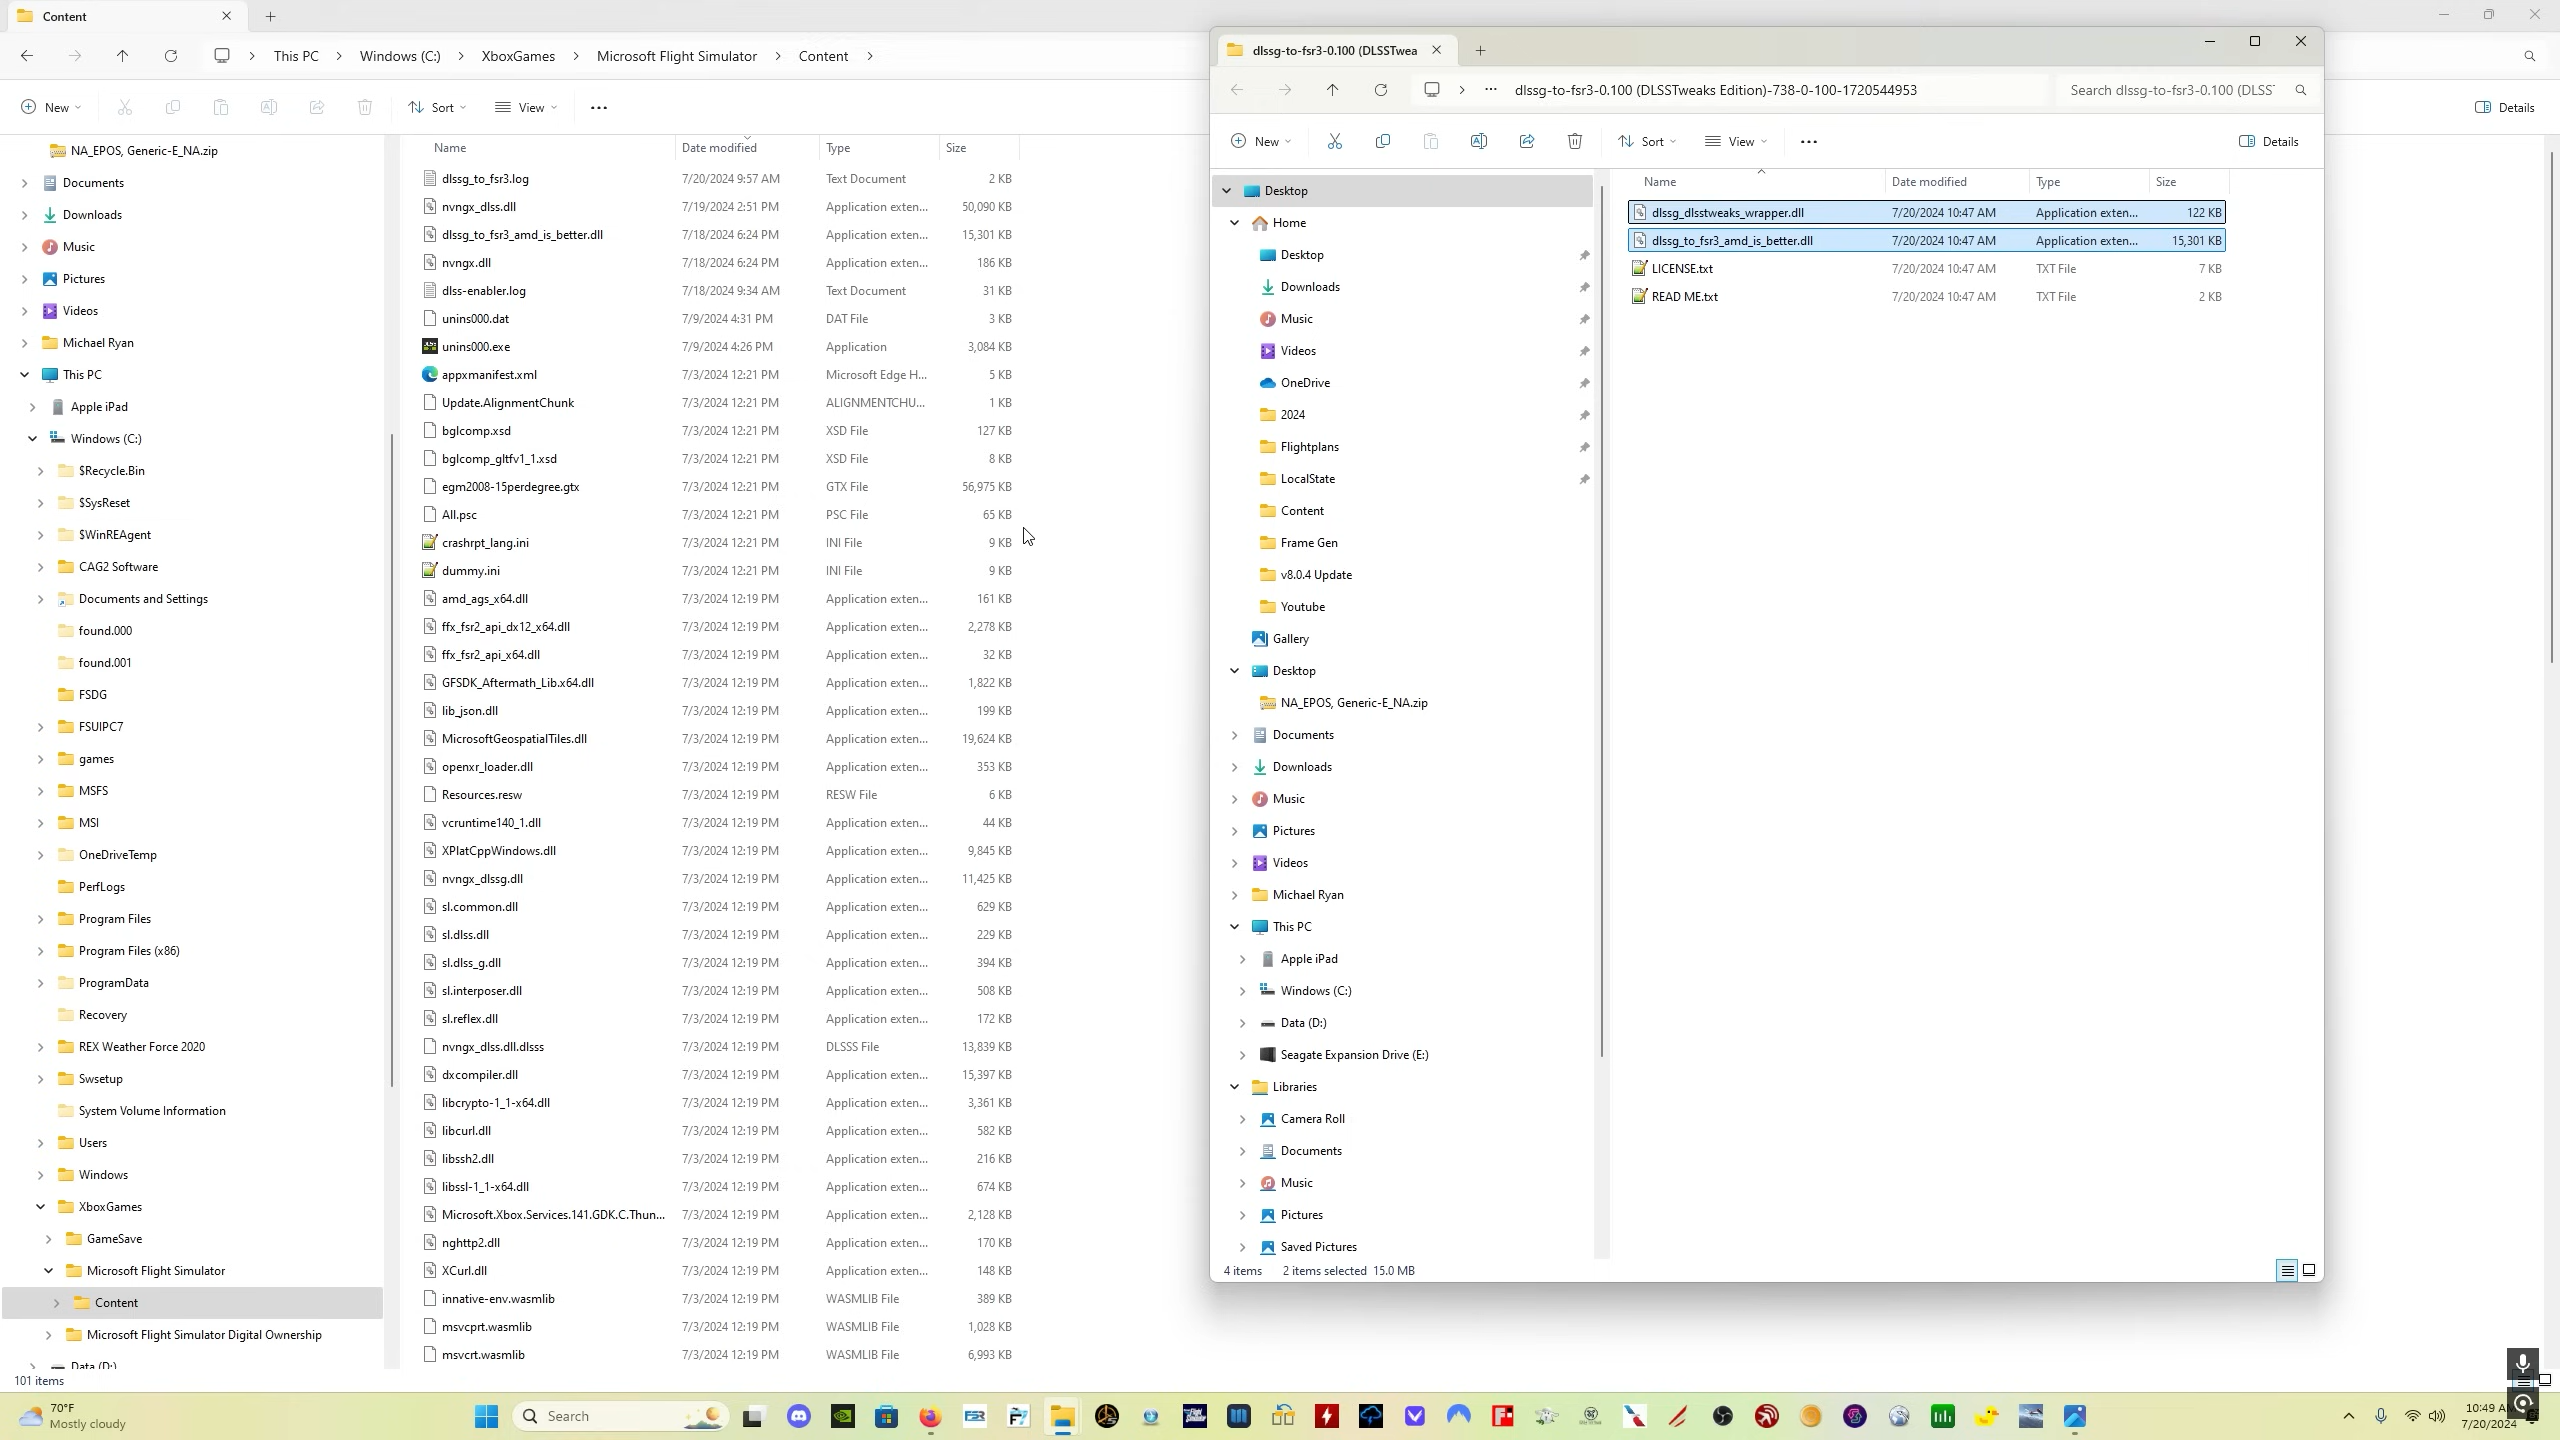 Content
This PC > Windows (C:) > XboxGames > Microsoft Flight Simulator > Content >
New
Sort
View
Details
NA_EPOS, Generic-E_NA.zip
Documents
Downloads
Music
Pictures
Videos
Michael Ryan
This PC
Apple iPad
Windows (C:)
$Recycle.Bin
$SysReset
$WinREAgent
CAG2 Software
Documents and Settings
found.000
found.001
FSDG
FSUIPC7
games
MSFS
MSI
OneDriveTemp
PerfLogs
Program Files
Program Files (x86)
ProgramData
Recovery
REX Weather Force 2020
Swsetup
System Volume Information
Users
Windows
XboxGames
GameSave
Microsoft Flight Simulator
Content
Microsoft Flight Simulator Digital Ownership
Data (D:)
101 items
Name Date modified Type Size
dlssg_to_fsr3.log 7/20/2024 9:57 AM Text Document 2 KB
nvngx_dlss.dll 7/19/2024 2:51 PM Application exten... 50,090 KB
dlssg_to_fsr3_amd_is_better.dll 7/18/2024 6:24 PM Application exten... 15,301 KB
nvngx.dll 7/18/2024 6:24 PM Application exten... 186 KB
dlss-enabler.log 7/18/2024 9:34 AM Text Document 31 KB
unins000.dat 7/9/2024 4:31 PM DAT File 3 KB
unins000.exe 7/9/2024 4:26 PM Application 3,084 KB
appxmanifest.xml 7/3/2024 12:21 PM Microsoft Edge H... 5 KB
Update.AlignmentChunk 7/3/2024 12:21 PM ALIGNMENTCHU... 1 KB
bglcomp.xsd 7/3/2024 12:21 PM XSD File 127 KB
bglcomp_gltfv1_1.xsd 7/3/2024 12:21 PM XSD File 8 KB
egm2008-15perdegree.gtx 7/3/2024 12:21 PM GTX File 56,975 KB
All.psc 7/3/2024 12:21 PM PSC File 65 KB
crashrpt_lang.ini 7/3/2024 12:21 PM INI File 9 KB
dummy.ini 7/3/2024 12:21 PM INI File 9 KB
amd_ags_x64.dll 7/3/2024 12:19 PM Application exten... 161 KB
ffx_fsr2_api_dx12_x64.dll 7/3/2024 12:19 PM Application exten... 2,278 KB
ffx_fsr2_api_x64.dll 7/3/2024 12:19 PM Application exten... 32 KB
GFSDK_Aftermath_Lib.x64.dll 7/3/2024 12:19 PM Application exten... 1,822 KB
lib_json.dll 7/3/2024 12:19 PM Application exten... 199 KB
MicrosoftGeospatialTiles.dll 7/3/2024 12:19 PM Application exten... 19,624 KB
openxr_loader.dll 7/3/2024 12:19 PM Application exten... 353 KB
Resources.resw 7/3/2024 12:19 PM RESW File 6 KB
vcruntime140_1.dll 7/3/2024 12:19 PM Application exten... 44 KB
XPlatCppWindows.dll 7/3/2024 12:19 PM Application exten... 9,845 KB
nvngx_dlssg.dll 7/3/2024 12:19 PM Application exten... 11,425 KB
sl.common.dll 7/3/2024 12:19 PM Application exten... 629 KB
sl.dlss.dll 7/3/2024 12:19 PM Application exten... 229 KB
sl.dlss_g.dll 7/3/2024 12:19 PM Application exten... 394 KB
sl.interposer.dll 7/3/2024 12:19 PM Application exten... 508 KB
sl.reflex.dll 7/3/2024 12:19 PM Application exten... 172 KB
nvngx_dlss.dll.dlsss 7/3/2024 12:19 PM DLSSS File 13,839 KB
dxcompiler.dll 7/3/2024 12:19 PM Application exten... 15,397 KB
libcrypto-1_1-x64.dll 7/3/2024 12:19 PM Application exten... 3,361 KB
libcurl.dll 7/3/2024 12:19 PM Application exten... 582 KB
libssh2.dll 7/3/2024 12:19 PM Application exten... 216 KB
libssl-1_1-x64.dll 7/3/2024 12:19 PM Application exten... 674 KB
Microsoft.Xbox.Services.141.GDK.C.Thun... 7/3/2024 12:19 PM Application exten... 2,128 KB
nghttp2.dll 7/3/2024 12:19 PM Application exten... 170 KB
XCurl.dll 7/3/2024 12:19 PM Application exten... 148 KB
innative-env.wasmlib 7/3/2024 12:19 PM WASMLIB File 389 KB
msvcprt.wasmlib 7/3/2024 12:19 PM WASMLIB File 1,028 KB
msvcrt.wasmlib 7/3/2024 12:19 PM WASMLIB File 6,993 KB
dlssg-to-fsr3-0.100 (DLSSTwea
dlssg-to-fsr3-0.100 (DLSSTweaks Edition)-738-0-100-1720544953
Search dlssg-to-fsr3-0.100 (DLSS
New
Sort
View
Details
Desktop
Home
Desktop
Downloads
Music
Videos
OneDrive
2024
Flightplans
LocalState
Content
Frame Gen
v8.0.4 Update
Youtube
Gallery
Desktop
NA_EPOS, Generic-E_NA.zip
Documents
Downloads
Music
Pictures
Videos
Michael Ryan
This PC
Apple iPad
Windows (C:)
Data (D:)
Seagate Expansion Drive (E:)
Libraries
Camera Roll
Documents
Music
Pictures
Saved Pictures
Name Date modified Type Size
dlssg_dlsstweaks_wrapper.dll 7/20/2024 10:47 AM Application exten... 122 KB
dlssg_to_fsr3_amd_is_better.dll 7/20/2024 10:47 AM Application exten... 15,301 KB
LICENSE.txt 7/20/2024 10:47 AM TXT File 7 KB
READ ME.txt 7/20/2024 10:47 AM TXT File 2 KB
4 items 2 items selected 15.0 MB
70°F
Mostly cloudy
Search
FSR
10:49 A
7/20/2024